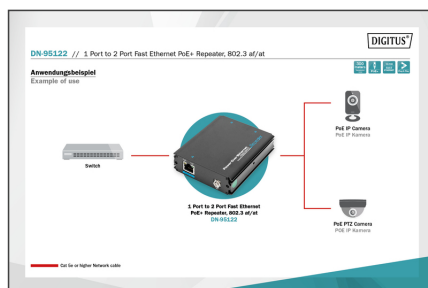 DIGITUS®
DN-95122 // 1 Port to 2 Port Fast Ethernet PoE+ Repeater, 802.3 af/at
Anwendungsbeispiel
Example of use
PoE IP Camera
PoE IP Kamera
Switch
1 Port to 2 Port Fast Ethernet
PoE+ Repeater, 802.3 af/at
DN-95122
PoE PTZ Camera
POE IP Kamera
Cat 5e or higher Network cable